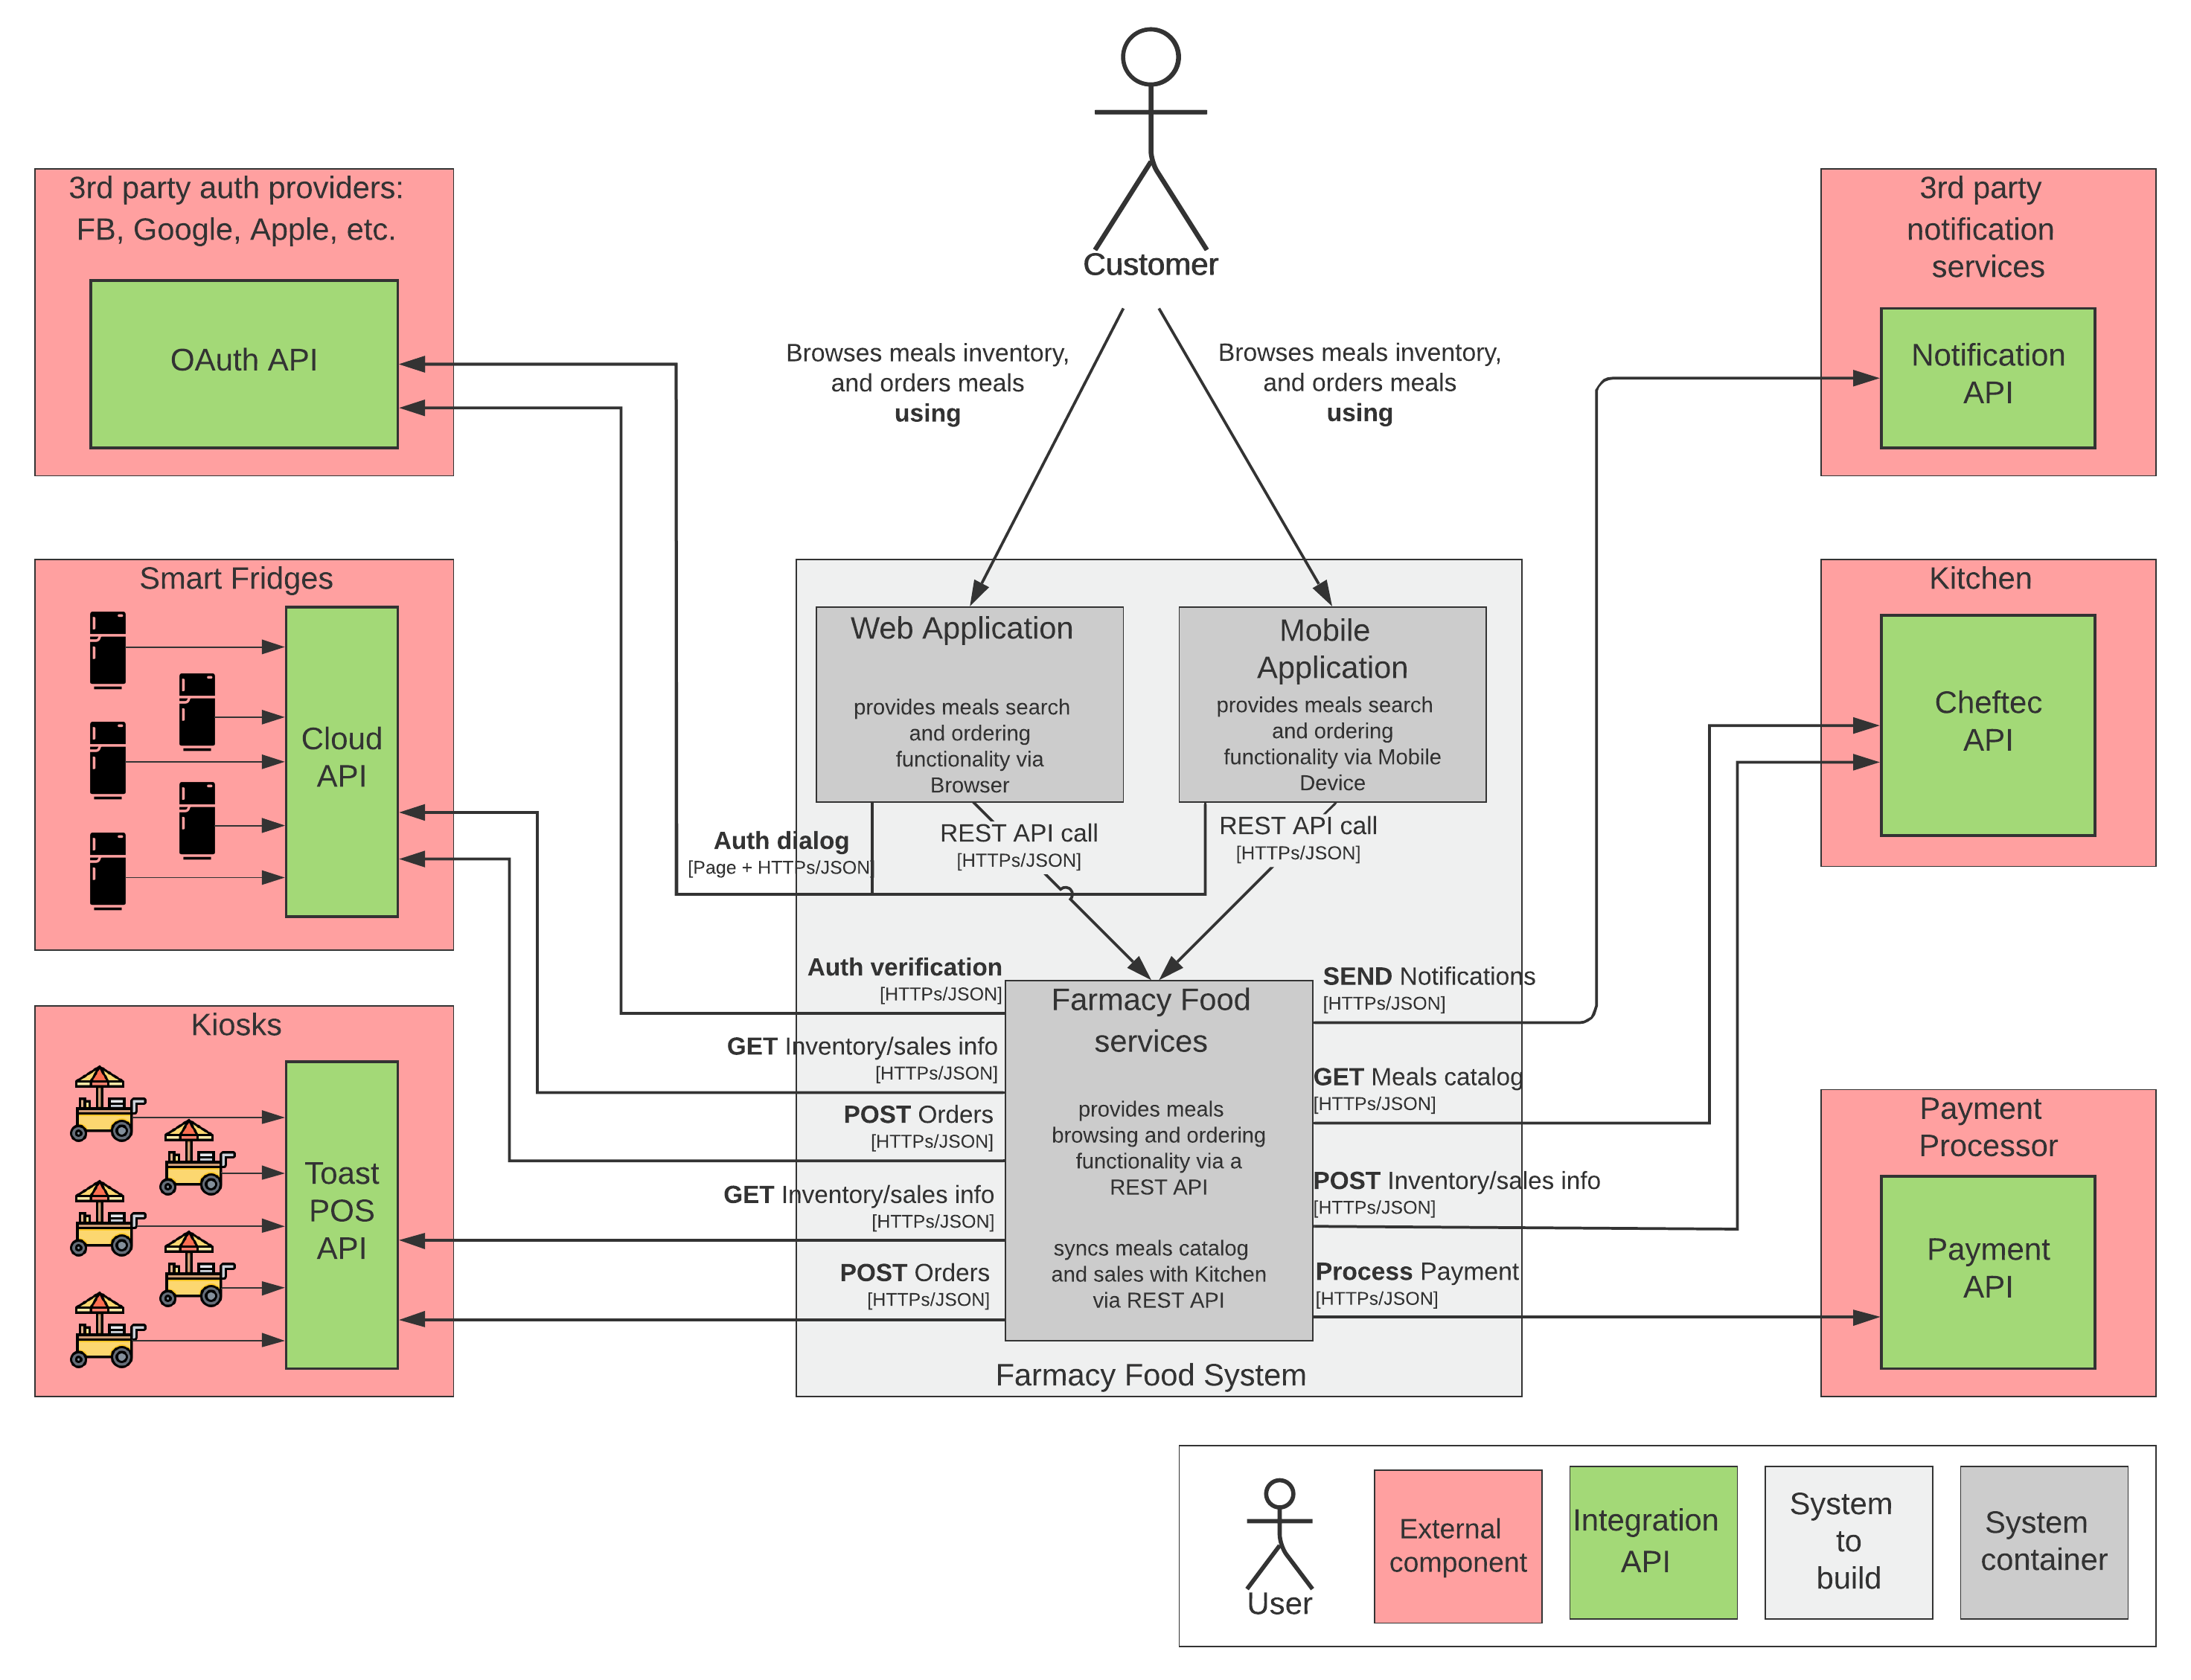 Customer
3rd party auth providers:
FB, Google, Apple, etc.
OAuth API
3rd party
notification
services
Notification
API
Browses meals inventory,
and orders meals
using
Browses meals inventory,
and orders meals
using
Smart Fridges
Cloud
API
Web Application
provides meals search
and ordering
functionality via
Browser
Mobile
Application
provides meals search
and ordering
functionality via Mobile
Device
Kitchen
Cheftec
API
Auth dialog
[Page + HTTPs/JSON]
REST API call
[HTTPs/JSON]
REST API call
[HTTPs/JSON]
Auth verification
[HTTPs/JSON]
GET Inventory/sales info
[HTTPs/JSON]
POST Orders
[HTTPs/JSON]
GET Inventory/sales info
[HTTPs/JSON]
POST Orders
[HTTPs/JSON]
Farmacy Food
services
provides meals
browsing and ordering
functionality via a
REST API
syncs meals catalog
and sales with Kitchen
via REST API
SEND Notifications
[HTTPs/JSON]
GET Meals catalog
[HTTPs/JSON]
POST Inventory/sales info
[HTTPs/JSON]
Process Payment
[HTTPs/JSON]
Farmacy Food System
Kiosks
Toast
POS
API
Payment
Processor
Payment
API
User
External
component
Integration
API
System
to
build
System
container